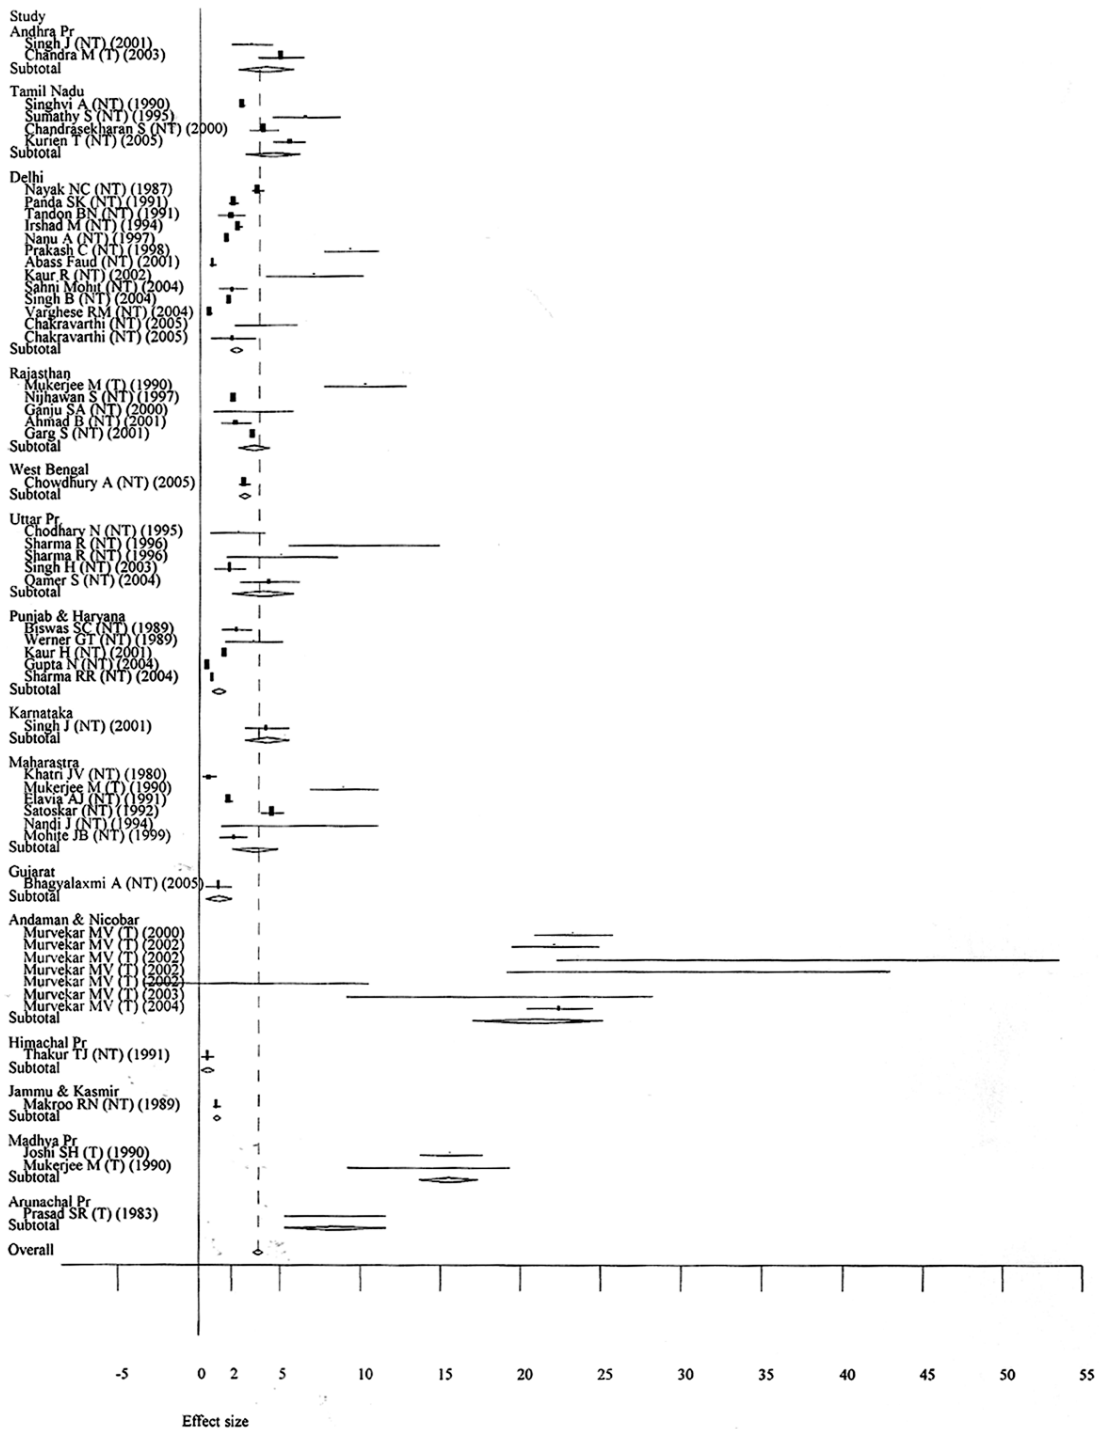 Study
Andhra Pr
Singh J (NT) (2001)
Chandra M (T) (2003)
Subtotal
Tamil Nadu
Singhvi A (NT) (1990)
Sumathy S (NT) (1995)
Chandrasekharan S (NT) (2000)
Kurien T (NT) (2005)
Subtotal
Delhi
Nayak NC (NT) (1987)
Panda SK (NT) (1991)
Tandon BN (NT) (1991)
Irshad M (NT) (1994)
Nanu A (NT) (1997)
Prakash C (NT) (1998)
Abass Faud (NT) (2001)
Kaur R (NT) (2002)
Sahni Mohit (NT) (2004)
Singh B (NT) (2004)
Varghese RM (NT) (2004)
Chakravarthi (NT) (2005)
Chakravarthi (NT) (2005)
Subtotal
Rajasthan
Mukerjee M (T) (1990)
Nijhawan S (NT) (1997)
Ganju SA (NT) (2000)
Ahmad B (NT) (2001)
Garg S (NT) (2001)
Subtotal
West Bengal
Chowdhury A (NT) (2005)
Subtotal
Uttar Pr
Chodhary N (NT) (1995)
Sharma R (NT) (1996)
Sharma R (NT) (1996)
Singh H (NT) (2003)
Qamer S (NT) (2004)
Subtotal
Punjab & Haryana
Biswas SC (NT) (1989)
Werner GT (NT) (1989)
Kaur H (NT) (2001)
Gupta N (NT) (2004)
Sharma RR (NT) (2004)
Subtotal
Karnataka
Singh J (NT) (2001)
Subtotal
Maharastra
Khatri JV (NT) (1980)
Mukerjee M (T) (1990)
Elavia AJ (NT) (1991)
Satoskar (NT) (1992)
Nandi J (NT) (1994)
Mohite JB (NT) (1999)
Subtotal
Gujarat
Bhagyalaxmi A (NT) (2005)
Subtotal
Andaman & Nicobar
Murvekar MV (T) (2000)
Murvekar MV (T) (2002)
Murvekar MV (T) (2002)
Murvekar MV (T) (2002)
Murvekar MV (T) (2002)
Murvekar MV (T) (2003)
Murvekar MV (T) (2004)
Subtotal
Himachal Pr
Thakur TJ (NT) (1991)
Subtotal
Jammu & Kasmir
Makroo RN (NT) (1989)
Subtotal
Madhya Pr
Joshi SH (T) (1990)
Mukerjee M (T) (1990)
Subtotal
Arunachal Pr
Prasad SR (T) (1983)
Subtotal
Overall
-5 0 2 5 10 15 20 25 30 35 40 45 50 55
Effect size